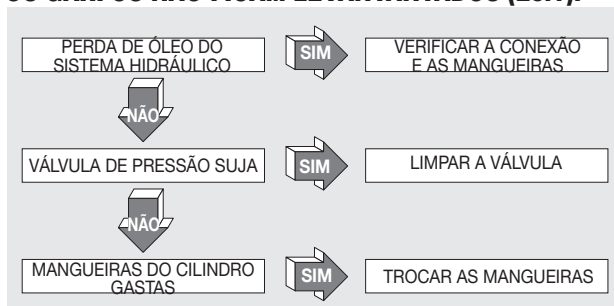 PERDA DE ÓLEO DO
SISTEMA HIDRÁULICO
SIM
VERIFICAR A CONEXÃO
E AS MANGUEIRAS
NÃO
VÁLVULA DE PRESSÃO SUJA
SIM
LIMPAR A VÁLVULA
NÃO
MANGUEIRAS DO CILINDRO
GASTAS
SIM
TROCAR AS MANGUEIRAS